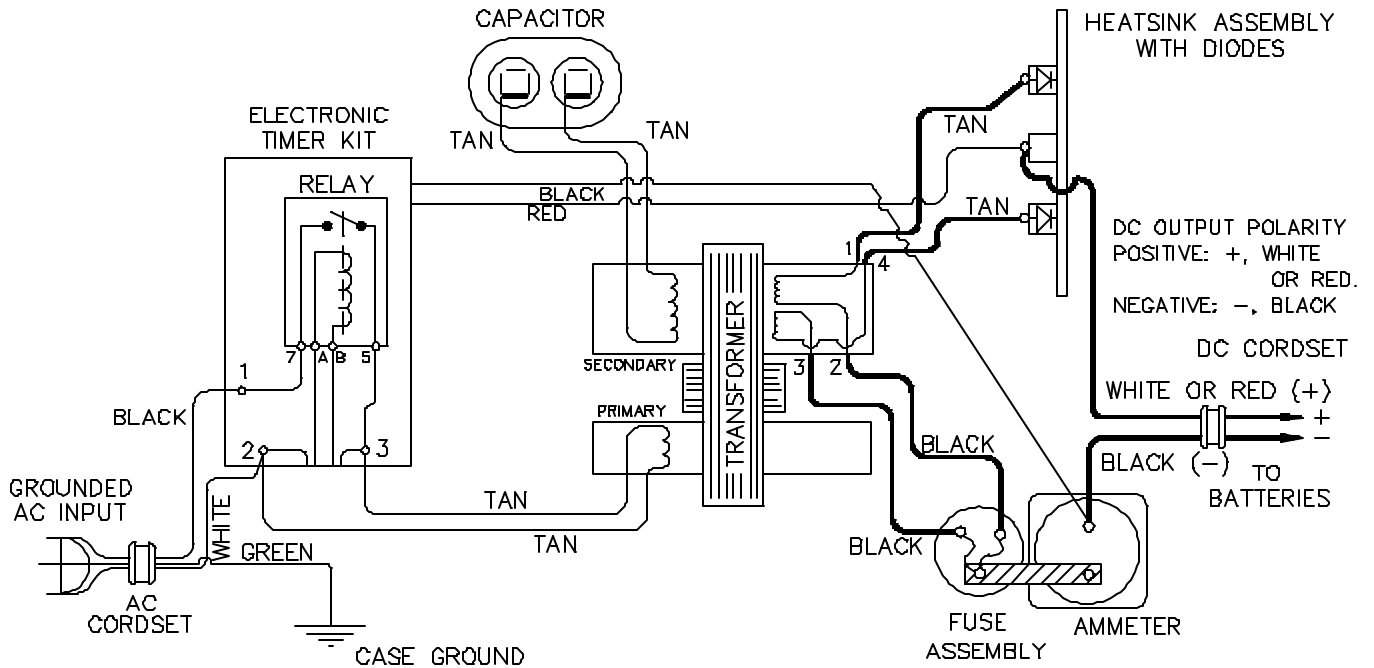 CAPACITOR
HEATSINK ASSEMBLY
WITH DIODES
ELECTRONIC
TIMER KIT
TAN
TAN
TAN
RELAY
BLACK
RED
TAN
1
4
DC OUTPUT POLARITY
POSITIVE: +, WHITE
OR RED.
NEGATIVE: -, BLACK
TRANSFORMER
7
A
B
5
SECONDARY
3
2
DC CORDSET
1
BLACK
PRIMARY
WHITE OR RED (+)
+
-
2
3
BLACK
BLACK (-)
TO
BATTERIES
GROUNDED
AC INPUT
WHITE
TAN
GREEN
TAN
BLACK
AC
CORDSET
FUSE
ASSEMBLY
AMMETER
CASE GROUND